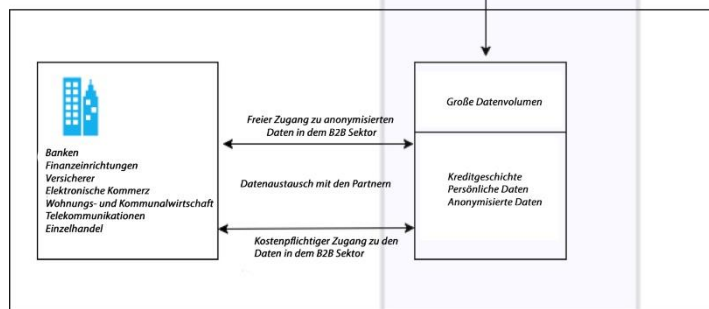 Große Datenvolumen
Freier Zugang zu anonymisierten
Daten in dem B2B Sektor
Banken
Finanzeinrichtungen
Versicherer
Elektronische Kommerz
Wohnungs- und Kommunalwirtschaft
Telekommunikationen
Einzelhandel
Datenaustausch mit den Partnern
Kreditgeschichte
Persönliche Daten
Anonymisierte Daten
Kostenpflichtiger Zugang zu den
Daten in dem B2B Sektor